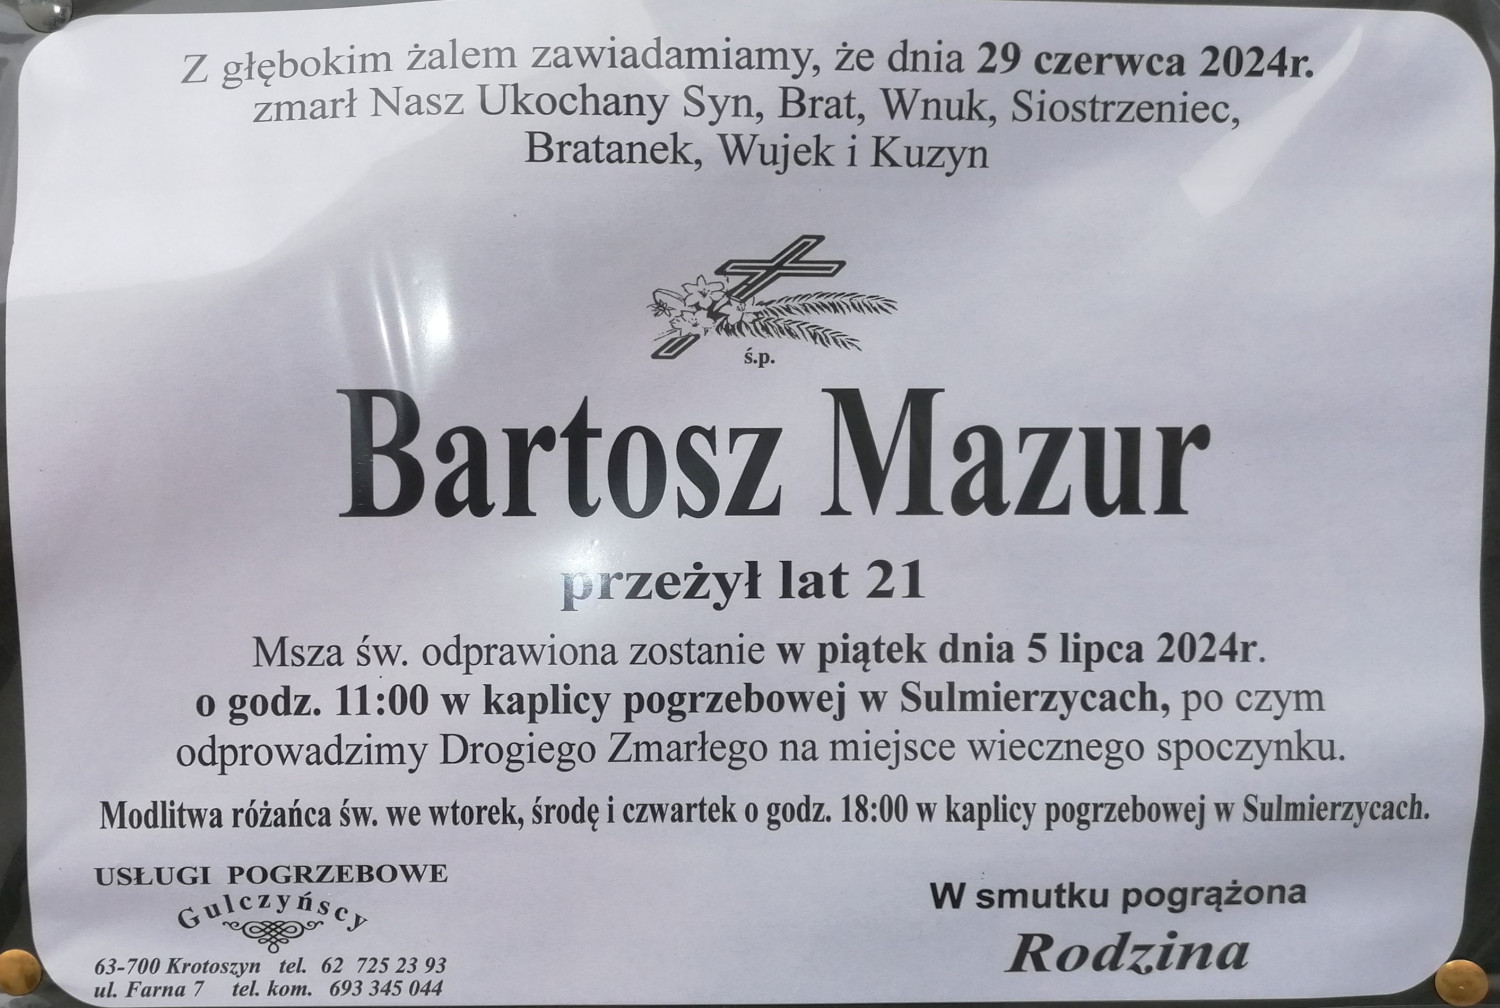 Z głębokim żalem zawiadamiamy, że dnia 29 czerwca 2024r.
zmarł Nasz Ukochany Syn, Brat, Wnuk, Siostrzeniec,
Bratanek, Wujek i Kuzyn
ś.p.
Bartosz Mazur
przeżył lat 21
Msza św. odprawiona zostanie w piątek dnia 5 lipca 2024r.
o godz. 11:00 w kaplicy pogrzebowej w Sulmierzycach, po czym
odprowadzimy Drogiego Zmarłego na miejsce wiecznego spoczynku.
Modlitwa różańca św. we wtorek, środę i czwartek o godz. 18:00 w kaplicy pogrzebowej w Sulmierzycach.
USŁUGI POGRZEBOWE
Gulczyńscy
63-700 Krotoszyn tel. 62 725 23 93
ul. Farna 7 tel. kom. 693 345 044
W smutku pogrążona
Rodzina